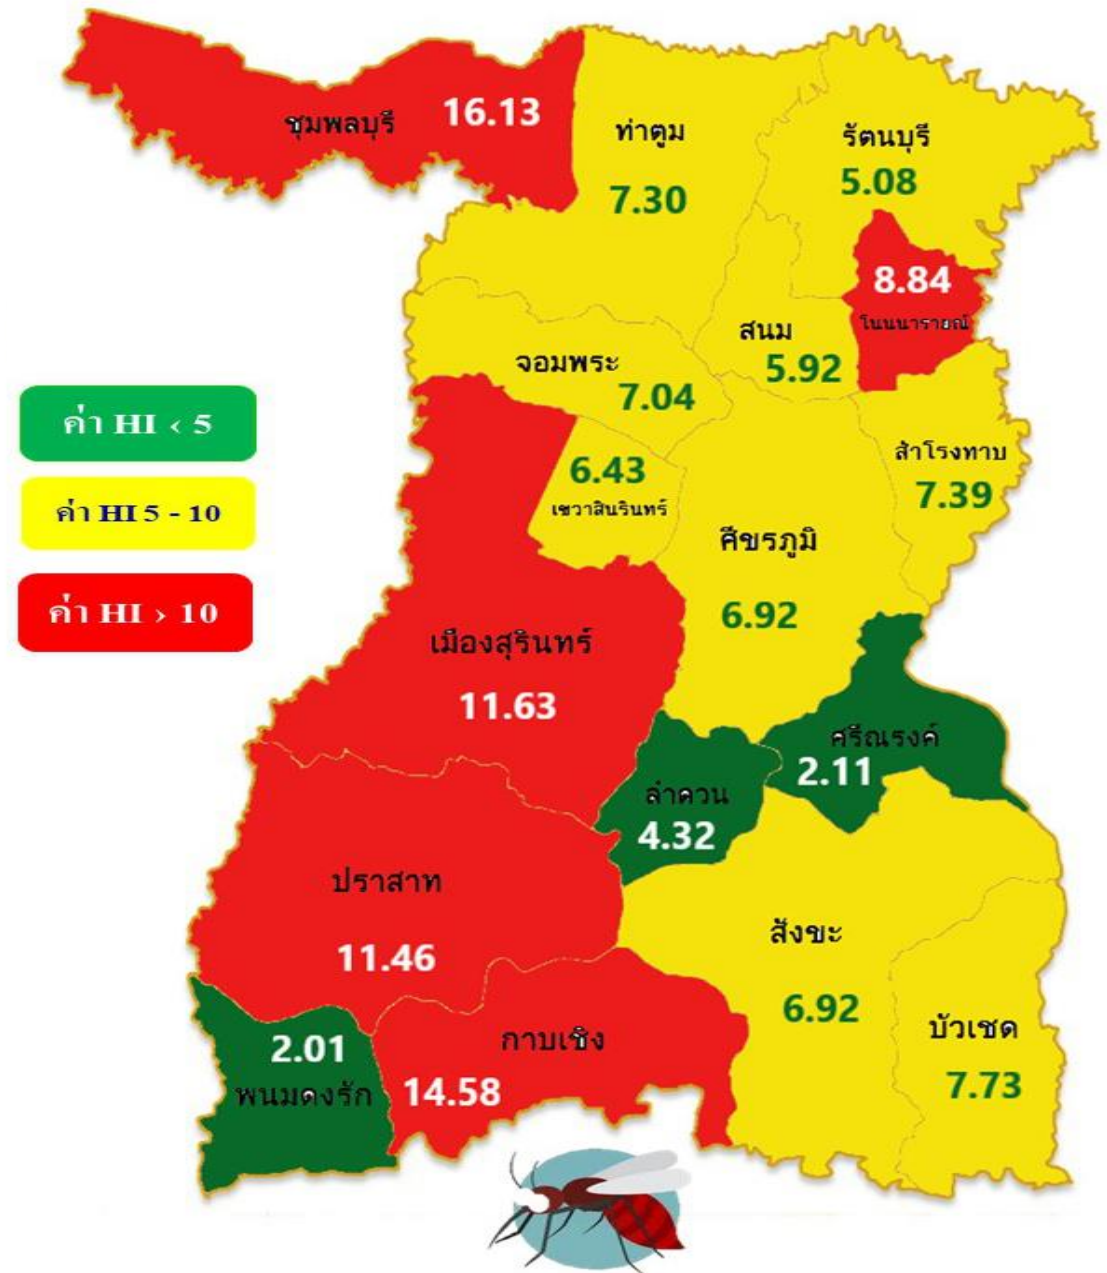 ชุมพลบุรี 16.13
ท่าตูม
7.30
รัตนบุรี
5.08
8.84
โนนนารายณ์
สนม
5.92
จอมพระ
7.04
ค่า HI < 5
ค่า HI 5 - 10
ค่า HI > 10
6.43
เขวาสินรินทร์
สำโรงทาบ
7.39
ศีขรภูมิ
6.92
เมืองสุรินทร์
11.63
ศรีณรงค์
2.11
ลำดวน
4.32
ปราสาท
11.46
สังขะ
6.92
บัวเชด
7.73
กาบเชิง
14.58
2.01
พนมดงรัก